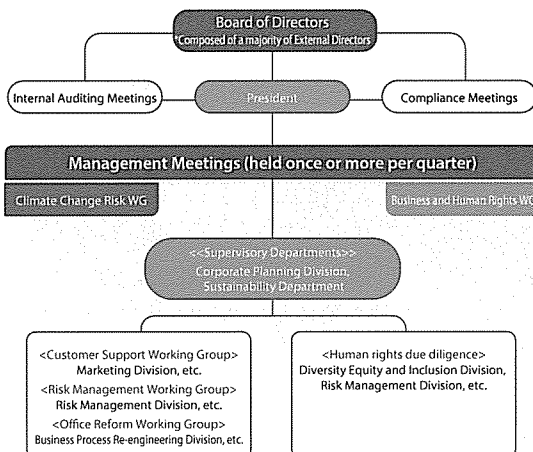 Board of Directors
*Composed of a majority of External Directors
Internal Auditing Meetings
President
Compliance Meetings
Management Meetings (held once or more per quarter)
Climate Change Risk WG
Business and Human Rights WG
<<Supervisory Departments>>
Corporate Planning Division,
Sustainability Department
<Customer Support Working Group>
Marketing Division, etc.
<Risk Management Working Group>
Risk Management Division, etc.
<Office Reform Working Group>
Business Process Re-engineering Division, etc.
<Human rights due diligence>
Diversity Equity and Inclusion Division,
Risk Management Division, etc.